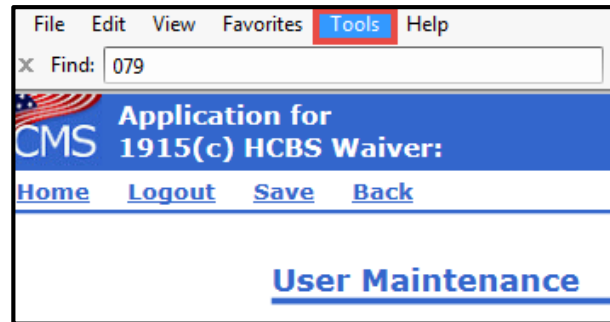 File Edit View Favorites Tools Help
x Find: 079
CMS
Application for
1915(c) HCBS Waiver:
Home Logout Save Back
User Maintenance